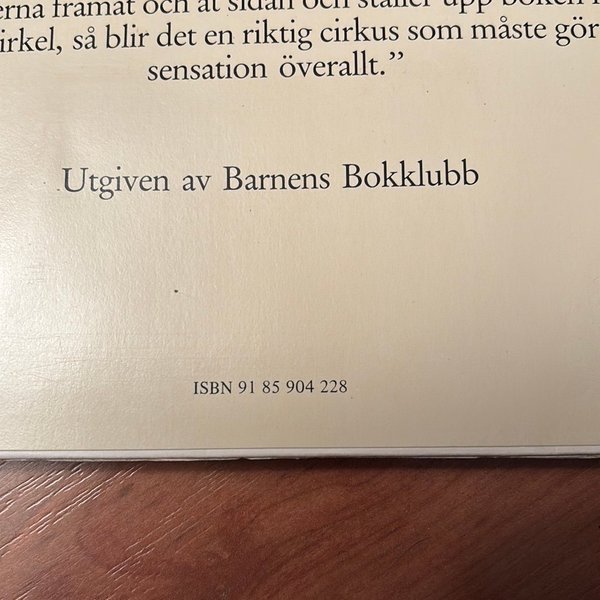 framåt och åt sidan och ställer upp boken
så blir det en riktig cirkus som måste
sensation överallt.”
Utgiven av Barnens Bokklubb
ISBN 91 85 904 228